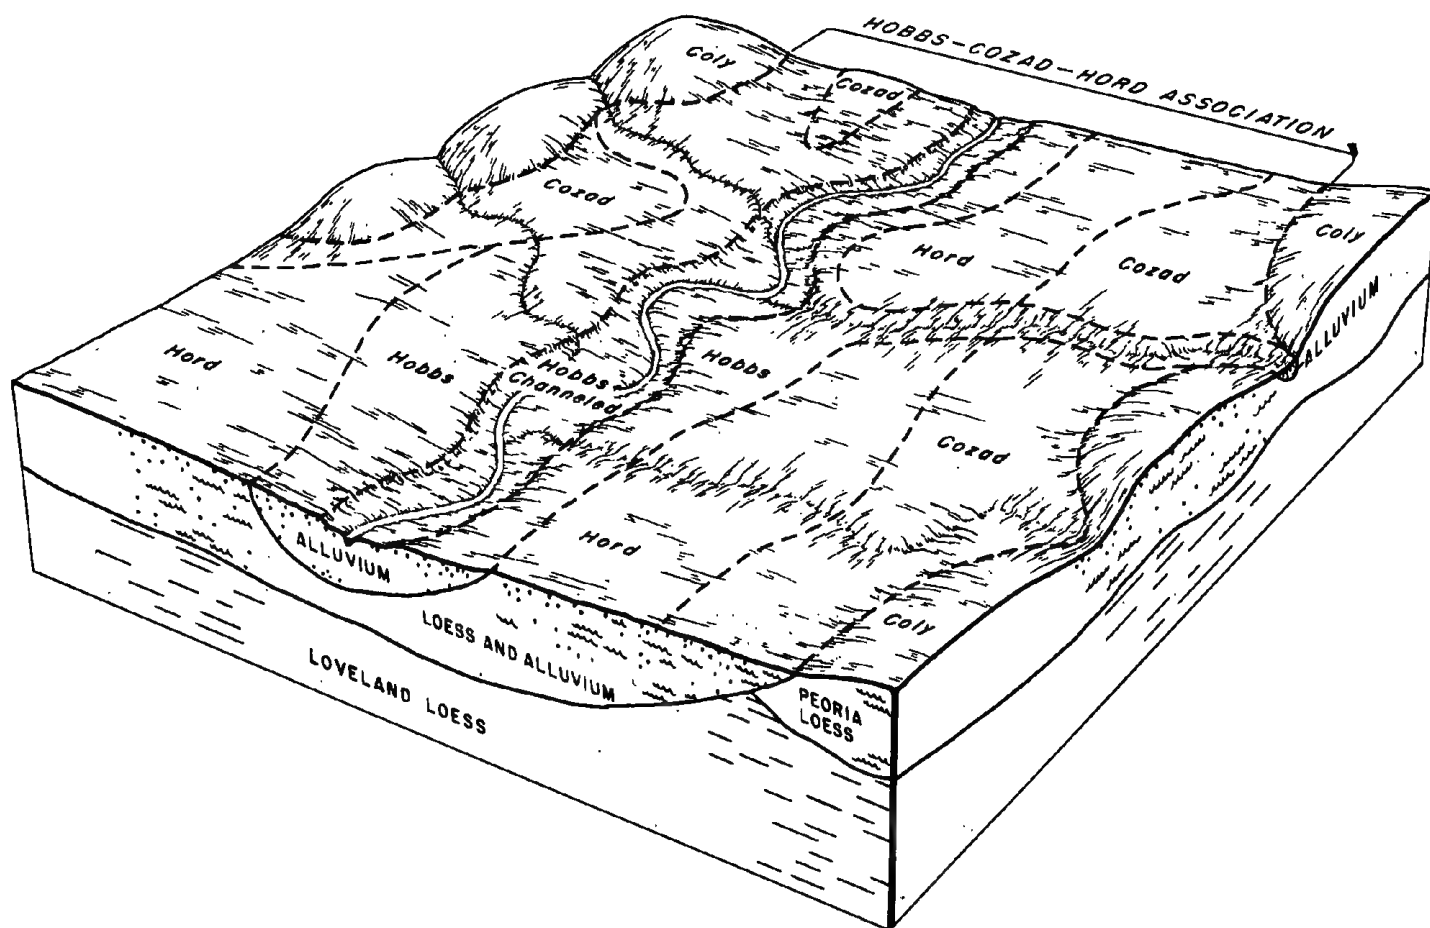 HOBBS-COZAD-HORD ASSOCIATION
Coly
Cozad
Cozad
Hord
Cozad
Coly
ALLUVIUM
Hord
Hobbs
Hobbs
Channeled
Hobbs
Cozad
Hord
Coly
ALLUVIUM
LOESS AND ALLUVIUM
PEORIA
LOESS
LOVELAND LOESS